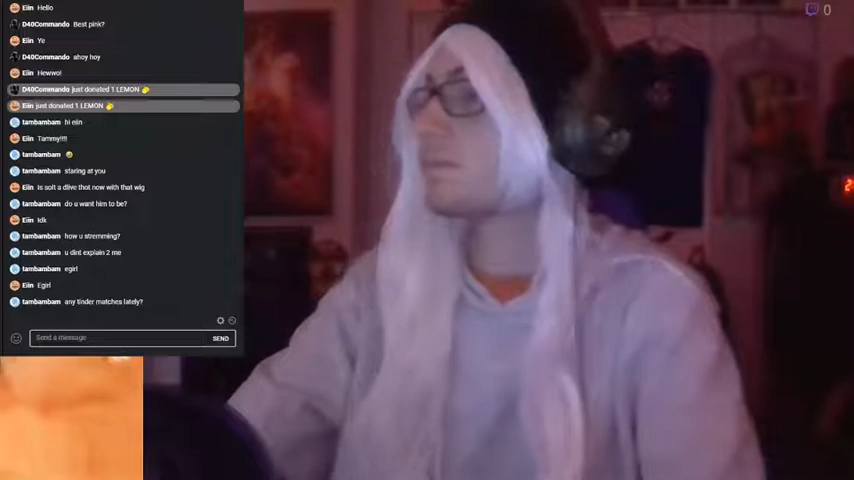 Eiin Hello
D40Commando Best pink?
Eiin Ye
D40Commando ahoy hoy
Eiin Hewwo!
D40Commando just donated 1 LEMON
Eiin just donated 1 LEMON
tambambam hi eiin
Eiin Tammy!!!!
tambambam
tambambam staring at you
Eiin Is solt a dlive thot now with that wig
tambambam do u want him to be?
Eiin Idk
tambambam how u stremming?
tambambam u dint explain 2 me
tambambam egirl
Eiin Egirl
tambambam any tinder matches lately?
Send a message
SEND
0